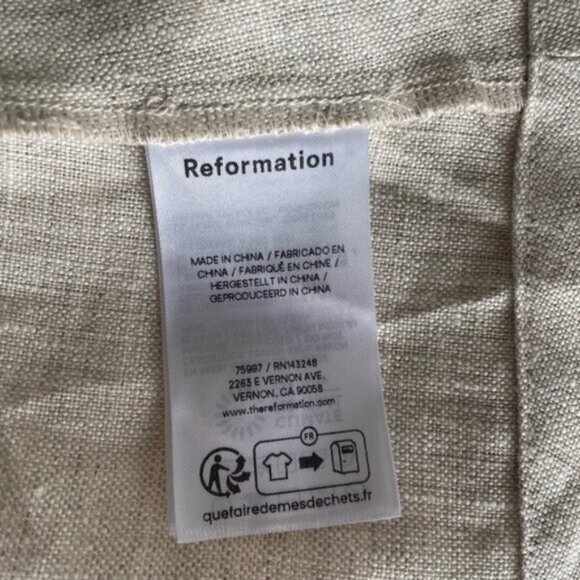 Reformation
MADE IN CHINA / FABRICADO EN
CHINA / FABRIQUÉ EN CHINE /
HERGESTELLT IN CHINA /
GEPRODUCEERD IN CHINA
75997 / RN143248
2263 E VERNON AVE.
VERNON, CA 90058
www.thereformation.com
FR
quefairedemesdechets.fr